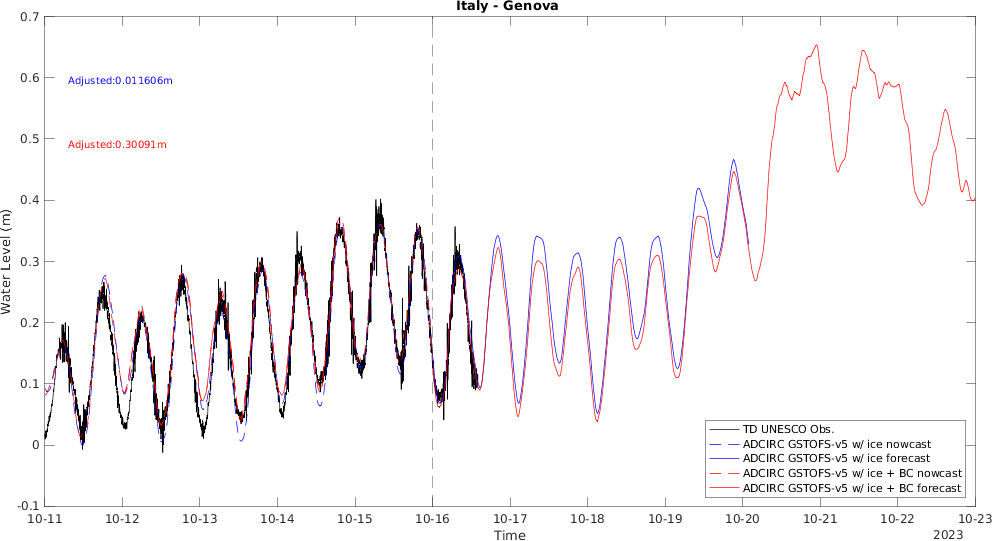 Italy - Genova
0.7
0.6
0.5
0.4
0.3
0.2
0.1
0
-0.1
Water Level (m)
Adjusted:0.011606m
Adjusted:0.30091m
TD UNESCO Obs.
ADCIRC GSTOFS-v5 w/ ice nowcast
ADCIRC GSTOFS-v5 w/ ice forecast
ADCIRC GSTOFS-v5 w/ ice + BC nowcast
ADCIRC GSTOFS-v5 w/ ice + BC forecast
10-11 10-12 10-13 10-14 10-15 10-16 10-17 10-18 10-19 10-20 10-21 10-22 10-23
Time
2023